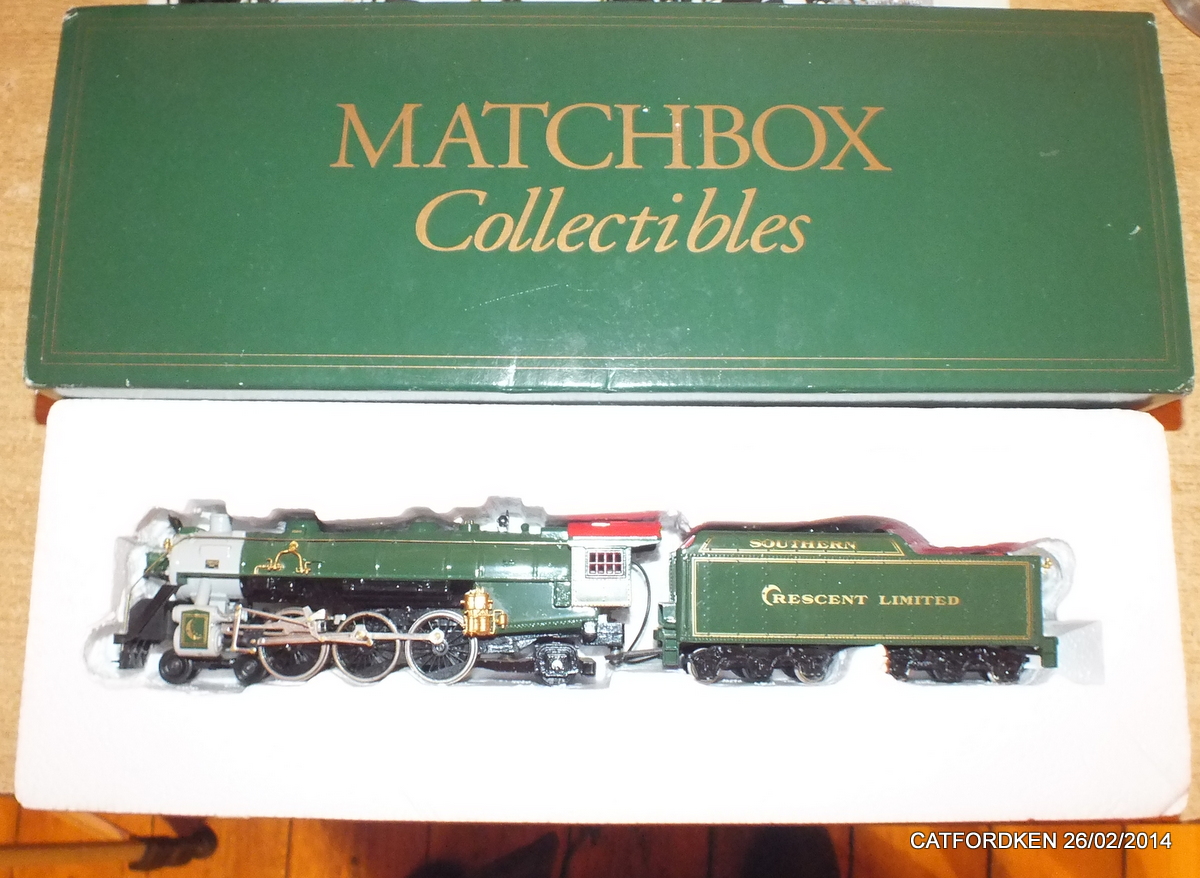 MATCHBOX
Collectibles
SOUTHERN
CRESCENT LIMITED
CATFORDKEN 26/02/2014